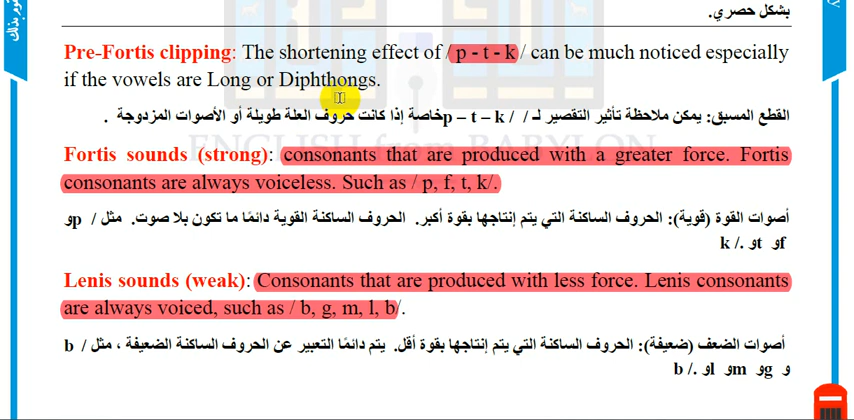 بشكل حصري.
Pre-Fortis clipping: The shortening effect of / p - t - k / can be much noticed especially
if the vowels are Long or Diphthongs.
القطع المسبق: يمكن ملاحظة تأثير التقصير لـ / p – t – k / خاصة إذا كانت حروف العلة طويلة أو الأصوات المزدوجة .
ENGLISH from BABYLON
Fortis sounds (strong): consonants that are produced with a greater force. Fortis
consonants are always voiceless. Such as / p, f, t, k/.
أصوات القوة (قوية): الحروف الساكنة التي يتم إنتاجها بقوة أكبر. الحروف الساكنة القوية دائمًا ما تكون بلا صوت. مثل / p و
f و t و k /.
Lenis sounds (weak): Consonants that are produced with less force. Lenis consonants
are always voiced, such as / b, g, m, l, b/.
أصوات الضعف (ضعيفة): الحروف الساكنة التي يتم إنتاجها بقوة أقل. يتم دائمًا التعبير عن الحروف الساكنة الضعيفة ، مثل / b
و g و m و l و b /.